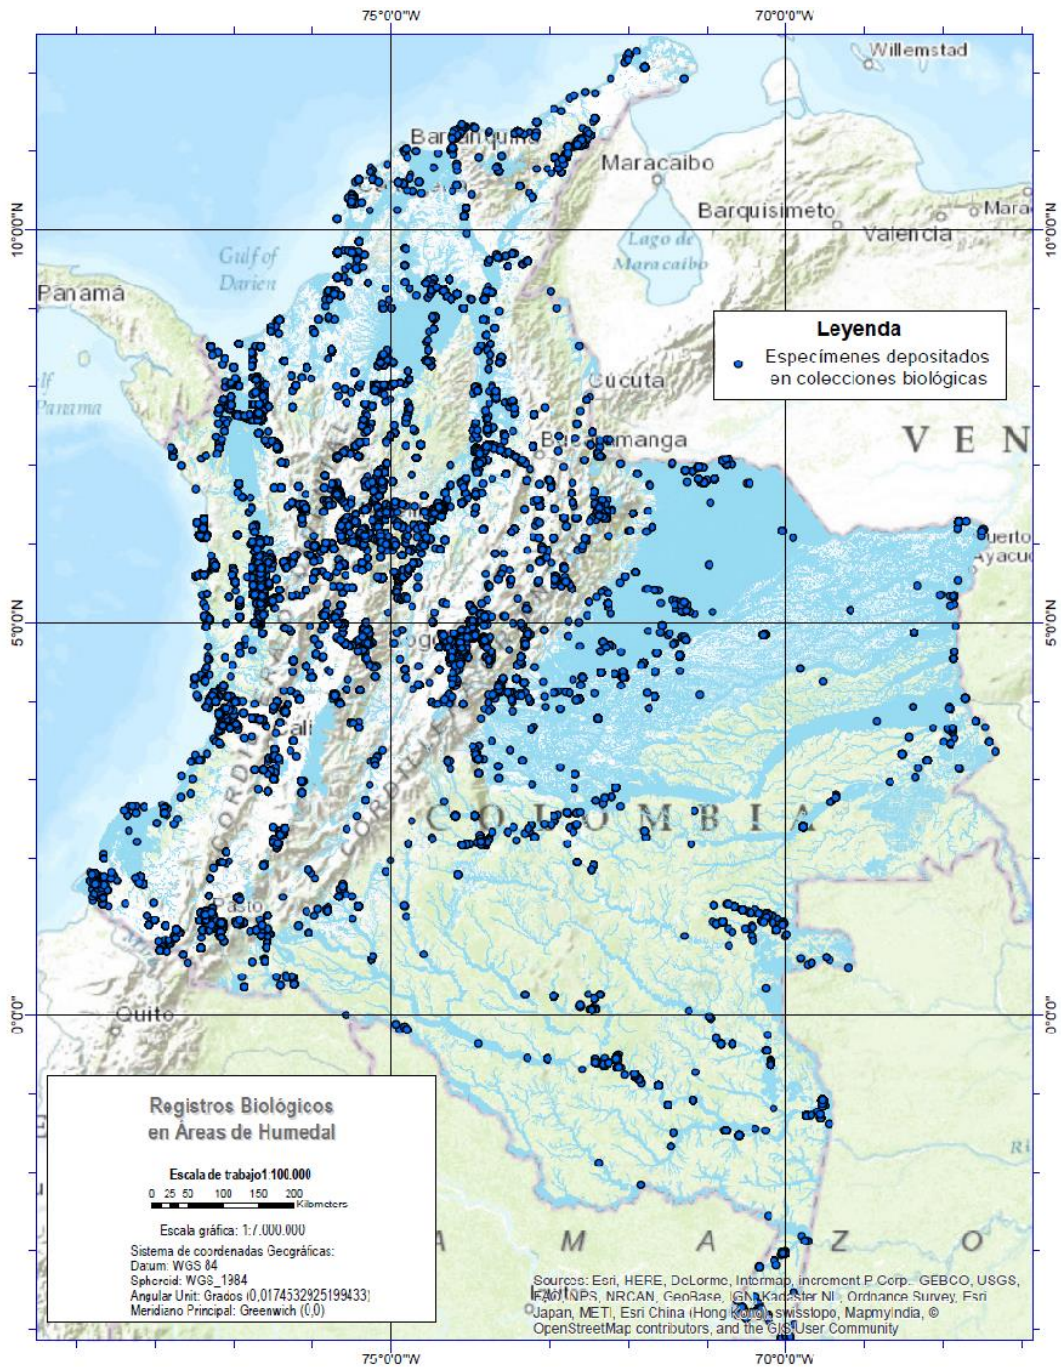 75°0'0"W
70°0'0"W
Willemstad
Maracaibo
Barquisimeto
Valencia
Lago de
Maracaibo
10°0'0"N
10°0'0"N
Gulf of
Darien
Panamá
Leyenda
Especímenes depositados
en colecciones biológicas
Panama
Cúcuta
VEN
5°0'0"N
5°0'0"N
Cali
COLOMBIA
Pasto
0°0'0"
0°0'0"
Quito
Registros Biológicos
en Áreas de Humedal
Escala de trabajo1:100.000
0 25 50 100 150 200
Kilometers
Escala gráfica: 1:7.000.000
Sistema de coordenadas Geográficas:
Datum: WGS 84
Spheroid: WGS_1984
Angular Unit: Grados (0,0174532925199433)
Meridiano Principal: Greenwich (0,0)
A M A Z O
Sources: Esri, HERE, DeLorme, Intermap, increment P Corp., GEBCO, USGS,
FAO, NPS, NRCAN, GeoBase, IGN, Kadaster NL, Ordnance Survey, Esri
Japan, METI, Esri China (Hong Kong), swisstopo, MapmyIndia, ©
OpenStreetMap contributors, and the GIS User Community
75°0'0"W
70°0'0"W